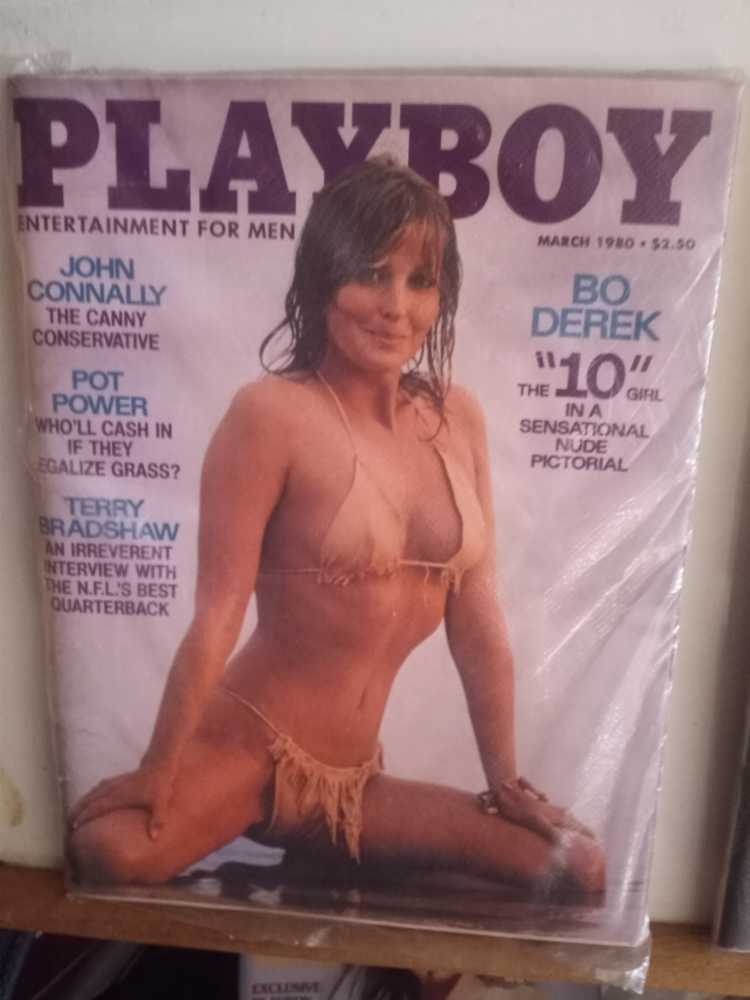 PLAYBOY
ENTERTAINMENT FOR MEN
MARCH 1980 • $2.50
JOHN
CONNALLY
THE CANNY
CONSERVATIVE
POT
POWER
WHO'LL CASH IN
IF THEY
LEGALIZE GRASS?
TERRY
BRADSHAW
AN IRREVERENT
INTERVIEW WITH
THE N.F.L.'S BEST
QUARTERBACK
BO
DEREK
THE "10" GIRL
IN A
SENSATIONAL
NUDE
PICTORIAL
EXCLUSIVE